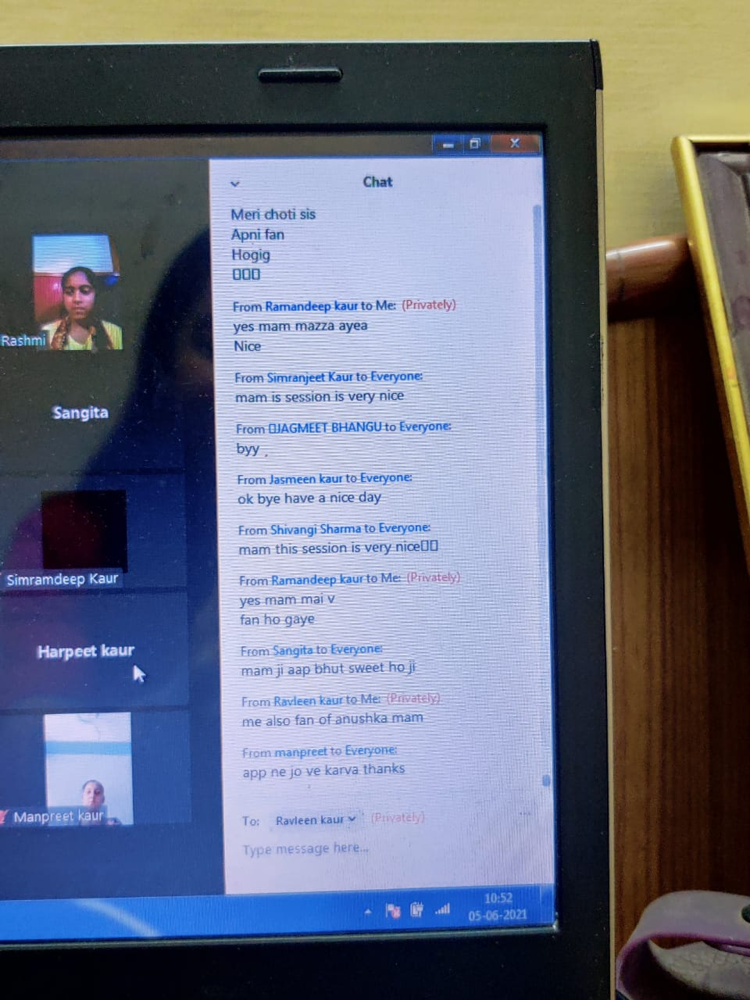 Chat
Meri choti sis
Apni fan
Hogig
From Ramandeep kaur to Me: (Privately)
yes mam mazza ayea
Nice
From Simranjeet Kaur to Everyone:
mam is session is very nice
From JAGMEET BHANGU to Everyone:
byy
From Jasmeen kaur to Everyone:
ok bye have a nice day
From Shivangi Sharma to Everyone:
mam this session is very nice
From Ramandeep kaur to Me: (Privately)
yes mam mai v
fan ho gaye
From Sangita to Everyone:
mam ji aap bhut sweet ho ji
From Ravleen kaur to Me: (Privately)
me also fan of anushka mam
From manpreet to Everyone:
app ne jo ve karva thanks
To: Ravleen kaur (Privately)
Type message here...
Rashmi
Sangita
Simramdeep Kaur
Harpeet kaur
Manpreet kaur
10:52
05-06-2021